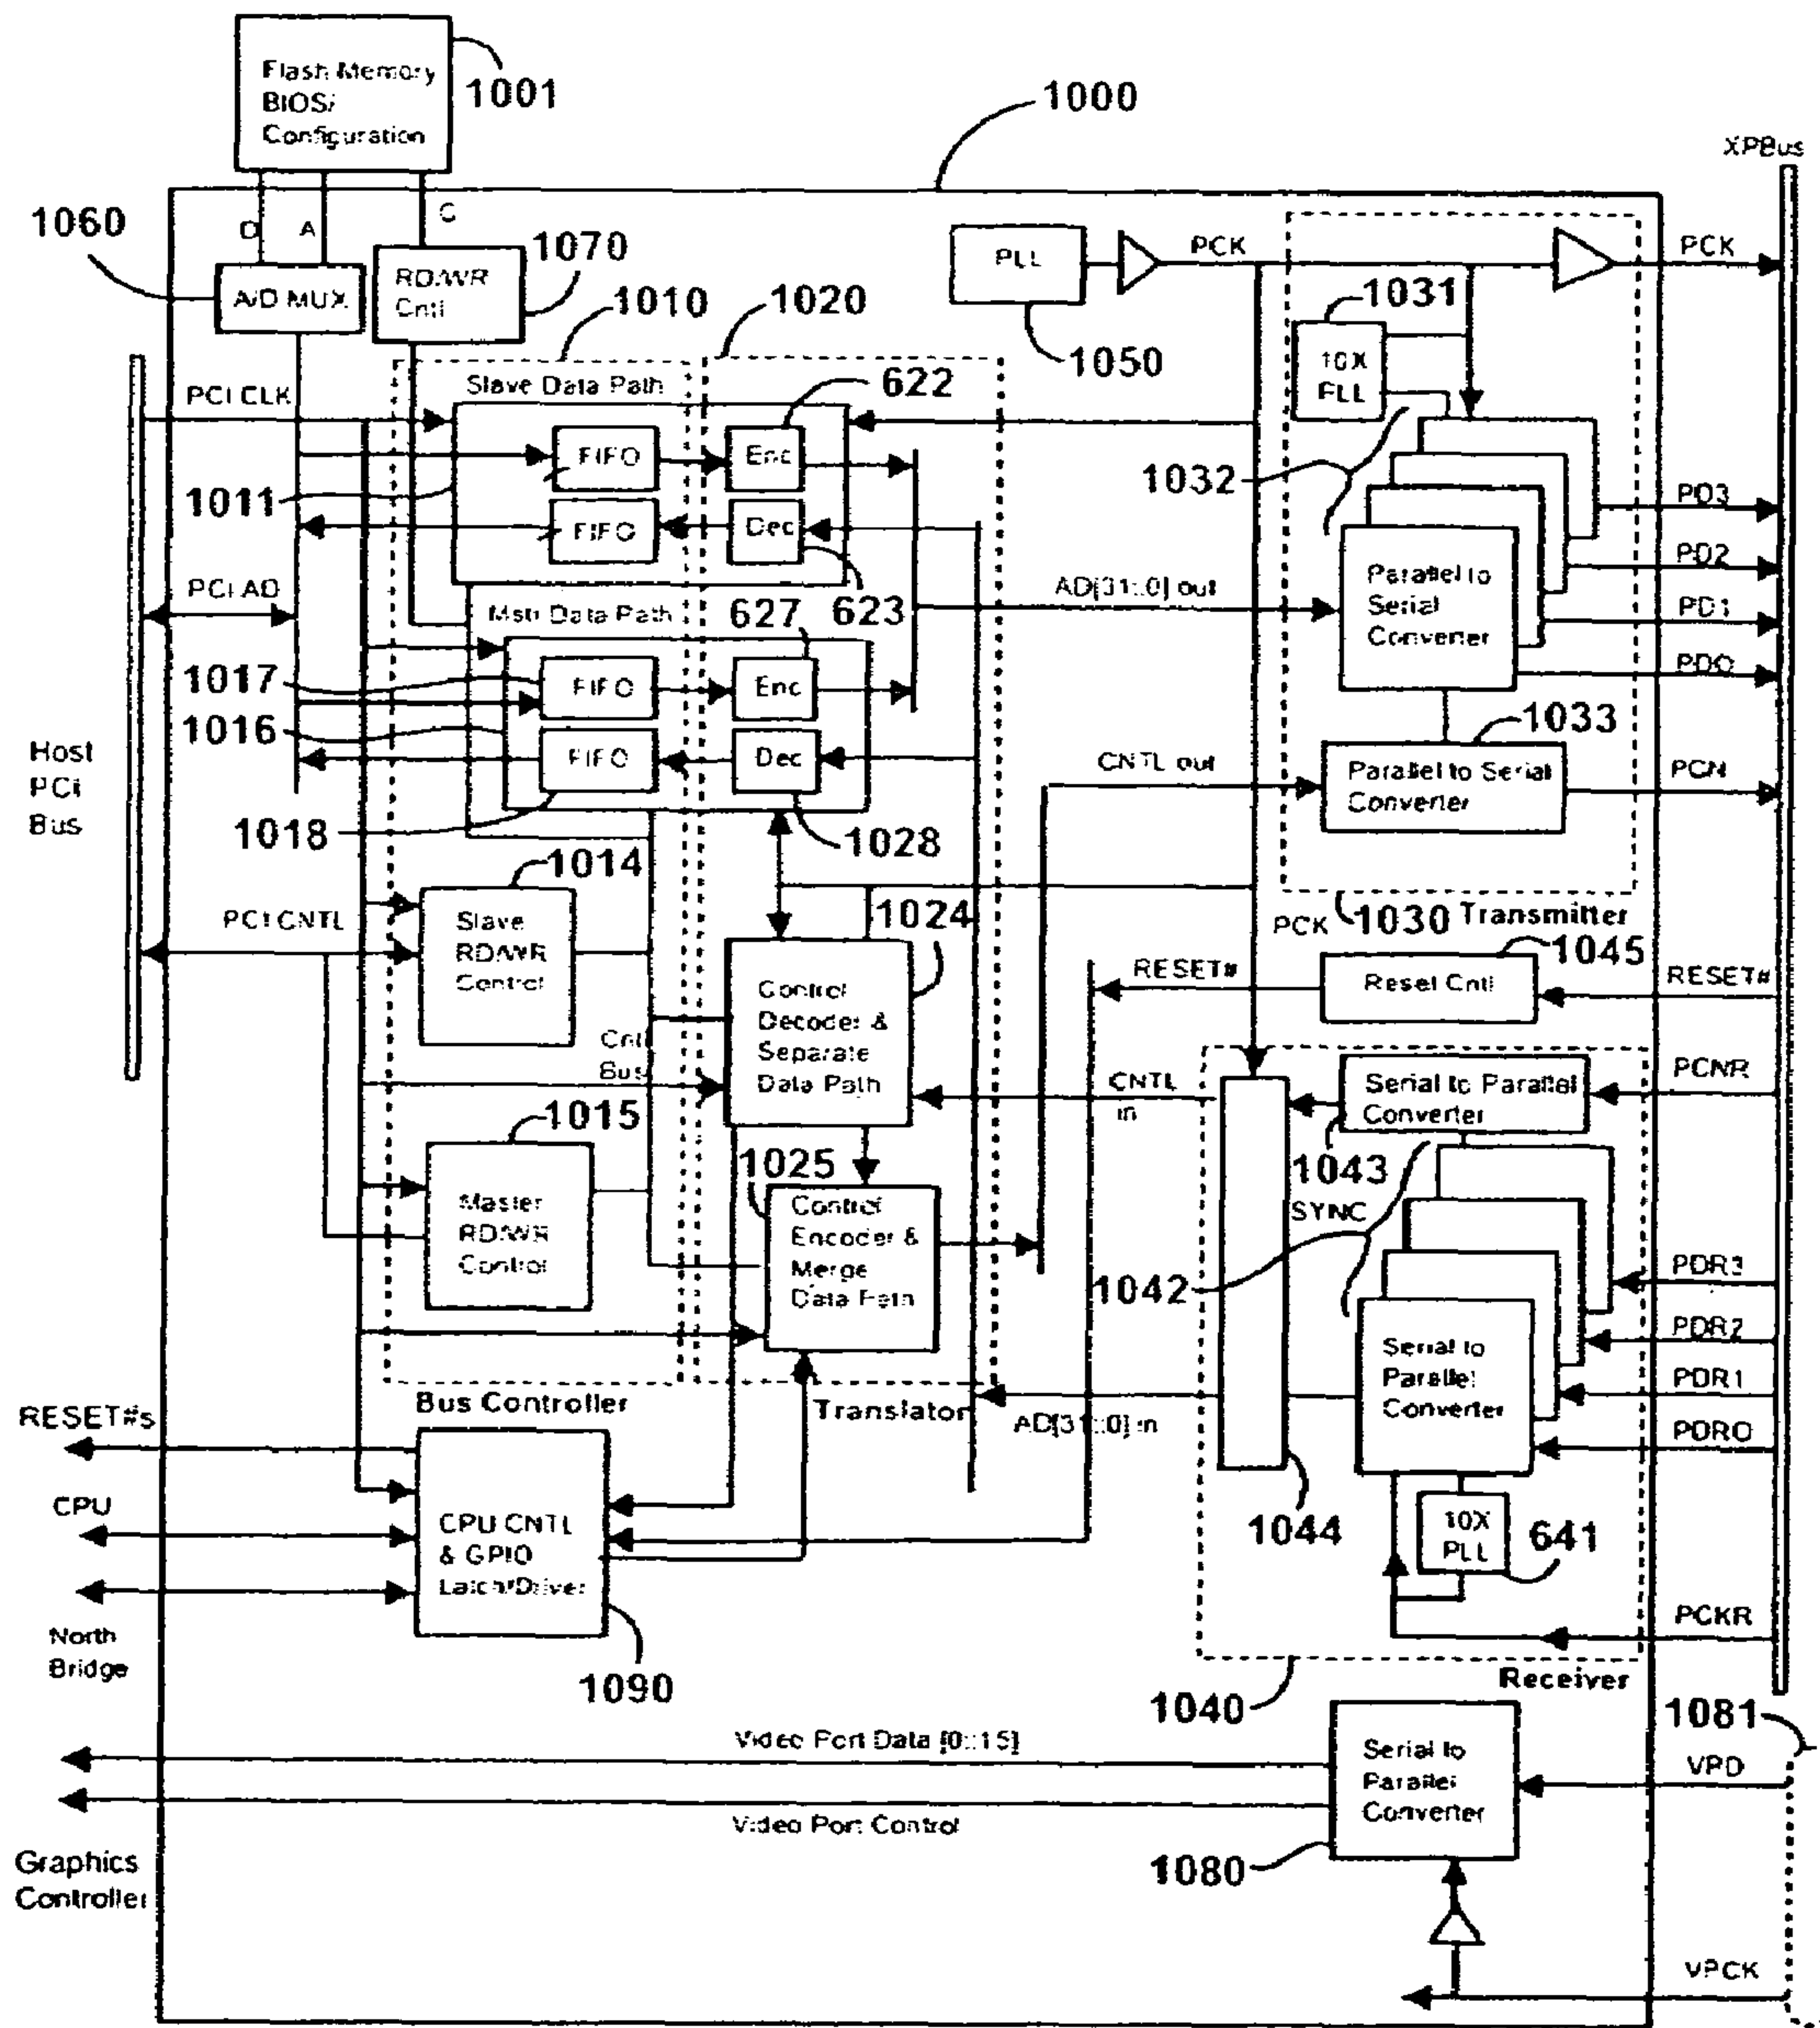 Flash Memory
BIOS/
Configuration
1001
1000
XPBus
1060
D
A
C
1070
PLL
PCK
PCK
A/D MUX
RD/WR
Cntl
1010
1020
1050
1031
10X
PLL
PCI CLK
Slave Data Path
622
FIFO
Enc
1032
1011
FIFO
Dec
PD3
PCI AD
AD[31::0] out
PD2
Parallel to
Serial
Converter
Mstr Data Path
627
623
PD1
1017
FIFO
Enc
PD0
1016
1033
Host
PCI
Bus
FIFO
Dec
CNTL out
Parallel to Serial
Converter
PCN
1018
1028
1014
PCI CNTL
Slave
RD/WR
Control
1024
PCK
1030
Transmitter
1045
RESET#
Reset Cntl
RESET#
Control
Decoder &
Separate
Data Path
Cntl
Bus
CNTL
in
Serial to Parallel
Converter
PCNR
1015
1025
1043
Master
RD/WR
Control
Control
Encoder &
Merge
Data Path
SYNC
1042
PDR3
PDR2
Serial to
Parallel
Converter
PDR1
Bus Controller
Translator
AD[31::0] in
RESET#s
PDR0
CPU
CPU CNTL
& GPIO
Latch/Driver
1044
10X
PLL
641
North
Bridge
PCKR
1090
Receiver
1040
1081
Video Port Data [0::15]
Serial to
Parallel
Converter
VPD
Video Port Control
Graphics
Controller
1080
VPCK